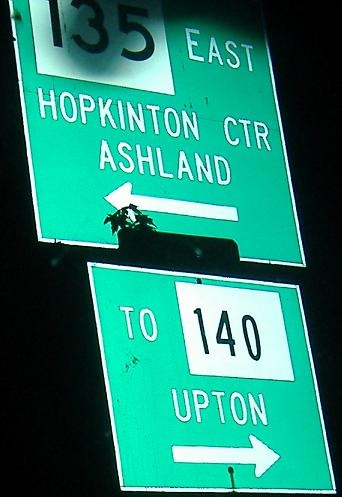 135 EAST
HOPKINTON CTR
ASHLAND
TO 140
UPTON